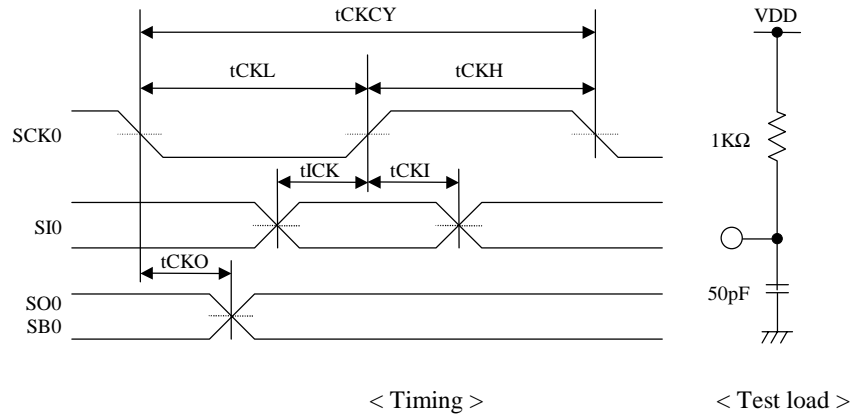 tCKCY
VDD
tCKL
tCKH
SCK0
1KΩ
tICK
tCKI
SI0
tCKO
50pF
SO0
SB0
< Timing >
< Test load >